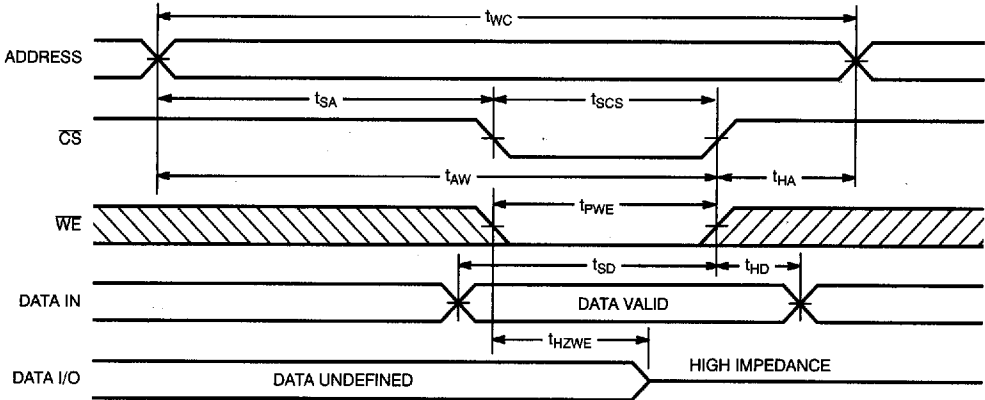 tWC
ADDRESS
tSA
tSCS
CS
tAW
tHA
tPWE
WE
tSD
tHD
DATA IN
DATA VALID
tHZWE
HIGH IMPEDANCE
DATA I/O
DATA UNDEFINED